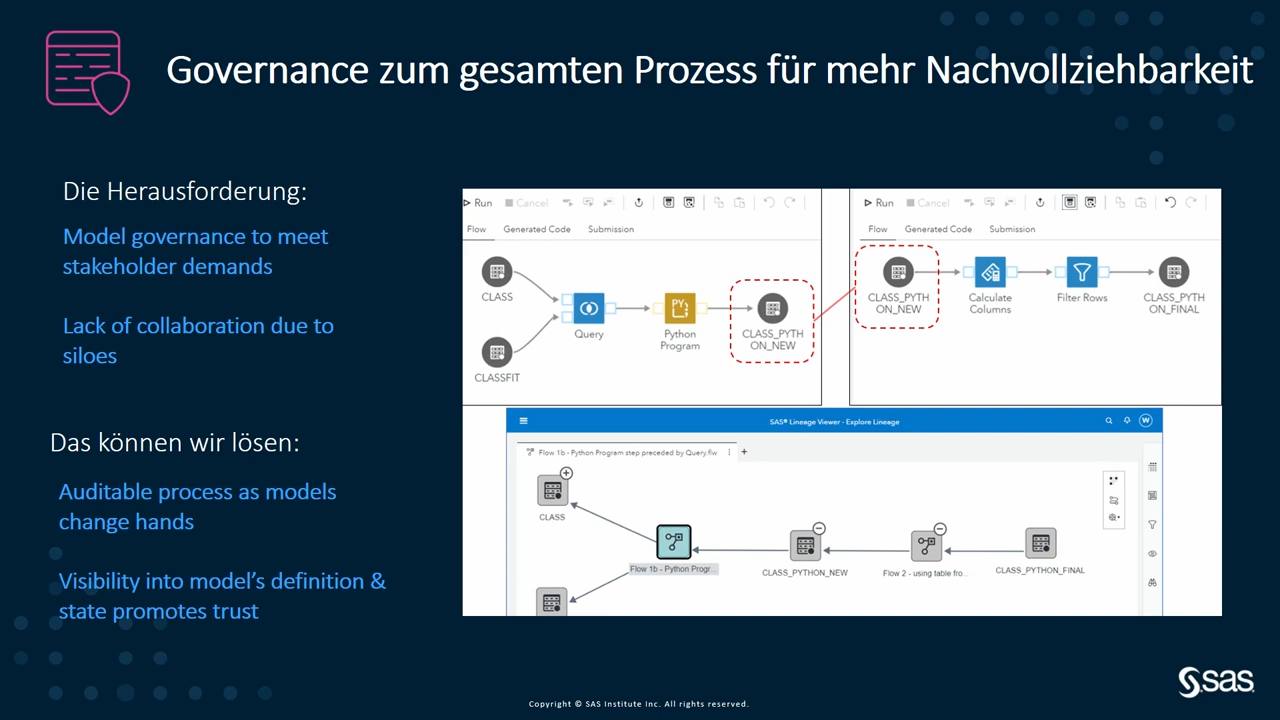 Governance zum gesamten Prozess für mehr Nachvollziehbarkeit
Die Herausforderung:
Model governance to meet
stakeholder demands
Lack of collaboration due to
siloes
Das können wir lösen:
Auditable process as models
change hands
Visibility into model’s definition &
state promotes trust
Run
Cancel
Flow
Generated Code
Submission
CLASS
CLASSFIT
Query
PY
Python
Program
CLASS_PYTH
ON_NEW
Run
Cancel
Flow
Generated Code
Submission
CLASS_PYTH
ON_NEW
Calculate
Columns
Filter Rows
CLASS_PYTH
ON_FINAL
SAS® Lineage Viewer - Explore Lineage
W
Flow 1b - Python Program step preceded by Query.flw
CLASS
Flow 1b - Python Progr...
CLASS_PYTHON_NEW
Flow 2 - using table fro...
CLASS_PYTHON_FINAL
sas
Copyright © SAS Institute Inc. All rights reserved.